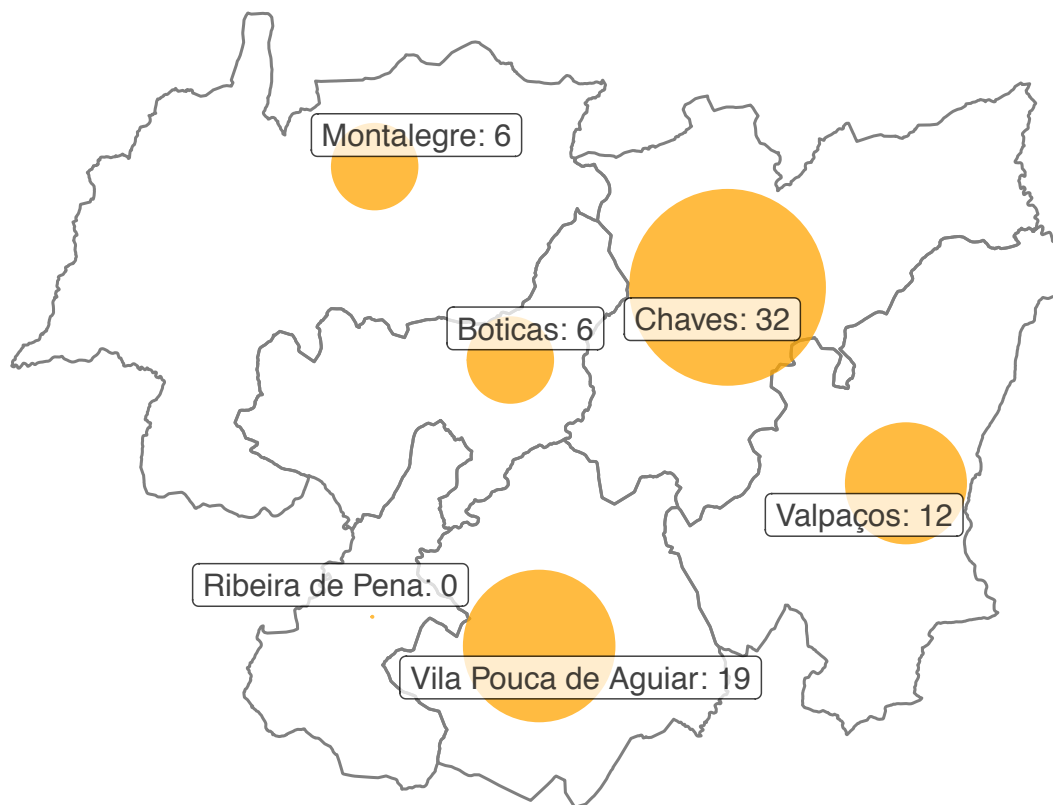 Montalegre: 6
Boticas: 6
Chaves: 32
Valpaços: 12
Ribeira de Pena: 0
Vila Pouca de Aguiar: 19